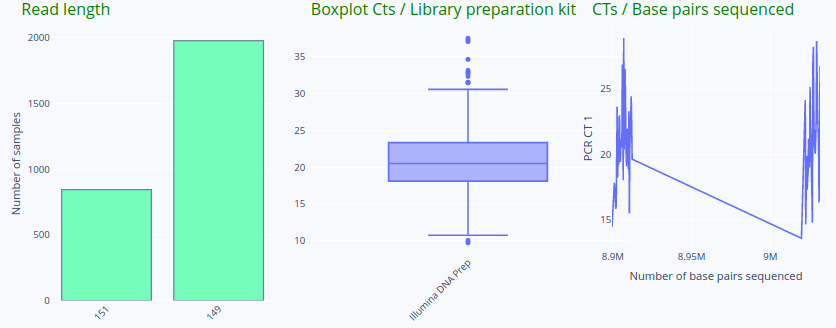 Read length
Number of samples
2000
1500
1000
500
0
151
149
Boxplot Cts / Library preparation kit
35
30
25
20
15
10
Illumina DNA Prep
CTs / Base pairs sequenced
PCR CT 1
25
20
15
8.9M
8.95M
9M
Number of base pairs sequenced